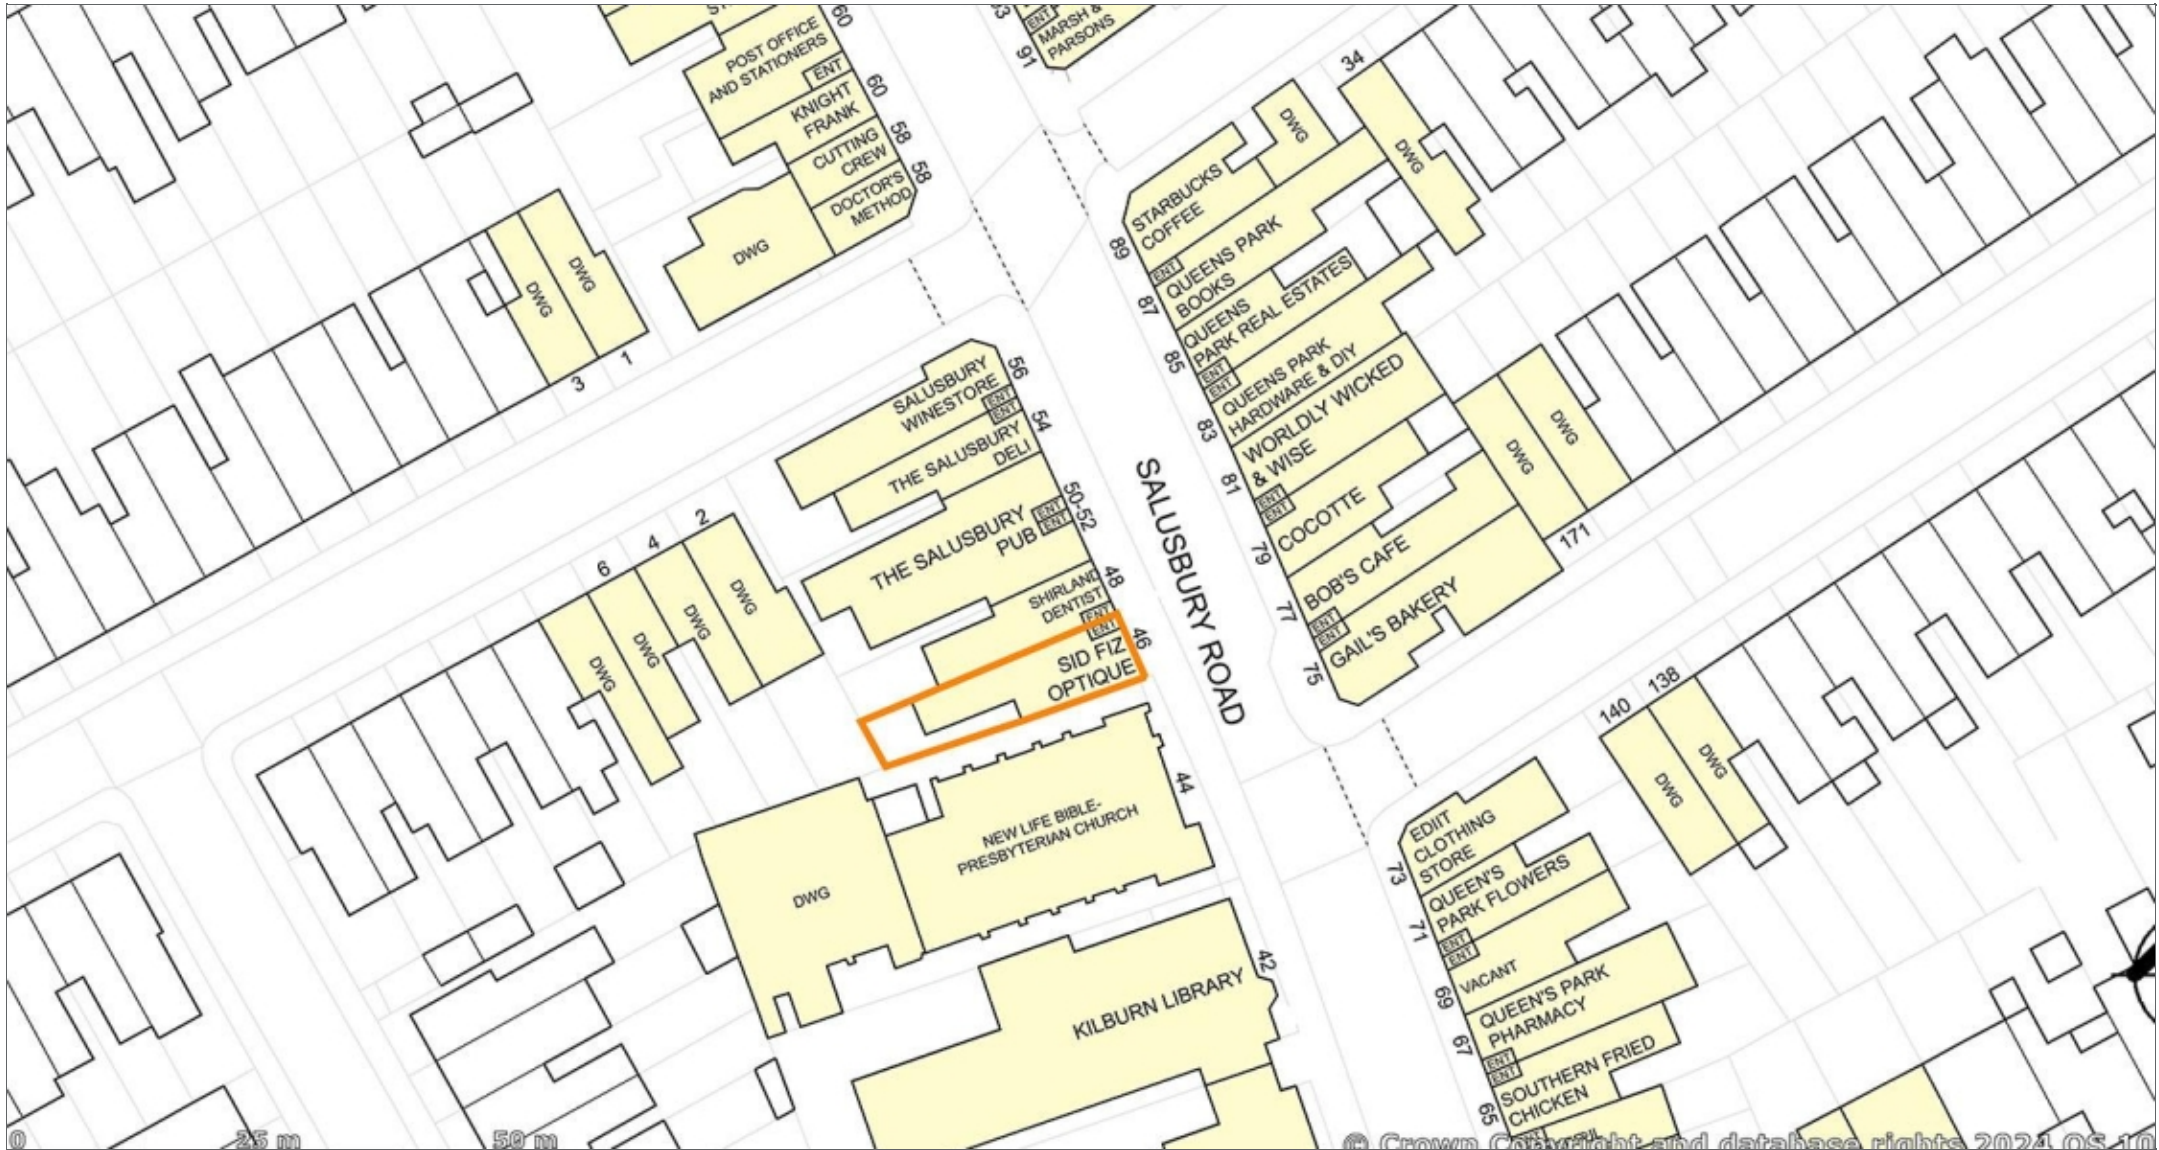 60
POST OFFICE
AND STATIONERS
ENT
KNIGHT
FRANK
60
CUTTING
CREW
58
DOCTOR'S
METHOD
58
DWG
93
ENT
MARSH &
PARSONS
91
34
DWG
DWG
STARBUCKS
COFFEE
89
ENT
QUEENS PARK
BOOKS
87
QUEENS
PARK REAL ESTATES
85
ENT
ENT
QUEENS PARK
HARDWARE & DIY
83
WORLDLY WICKED
& WISE
81
ENT
ENT
COCOTTE
79
BOB'S CAFE
77
ENT
ENT
GAIL'S BAKERY
75
DWG
DWG
171
DWG
DWG
3
1
SALUSBURY
WINESTORE
56
ENT
ENT
54
THE SALUSBURY
DELI
THE SALUSBURY
PUB
ENT
ENT
50-52
SHIRLAND
DENTIST
48
ENT
ENT
46
SID FIZ
OPTIQUE
SALUSBURY ROAD
6
4
2
DWG
DWG
DWG
DWG
NEW LIFE BIBLE-
PRESBYTERIAN CHURCH
44
DWG
KILBURN LIBRARY
42
140
138
DWG
DWG
EDIIT
CLOTHING
STORE
73
QUEEN'S
PARK FLOWERS
71
ENT
ENT
VACANT
69
QUEEN'S PARK
PHARMACY
67
ENT
ENT
SOUTHERN FRIED
CHICKEN
65
0
25 m
50 m
© Crown Copyright and database rights 2024 OS 10